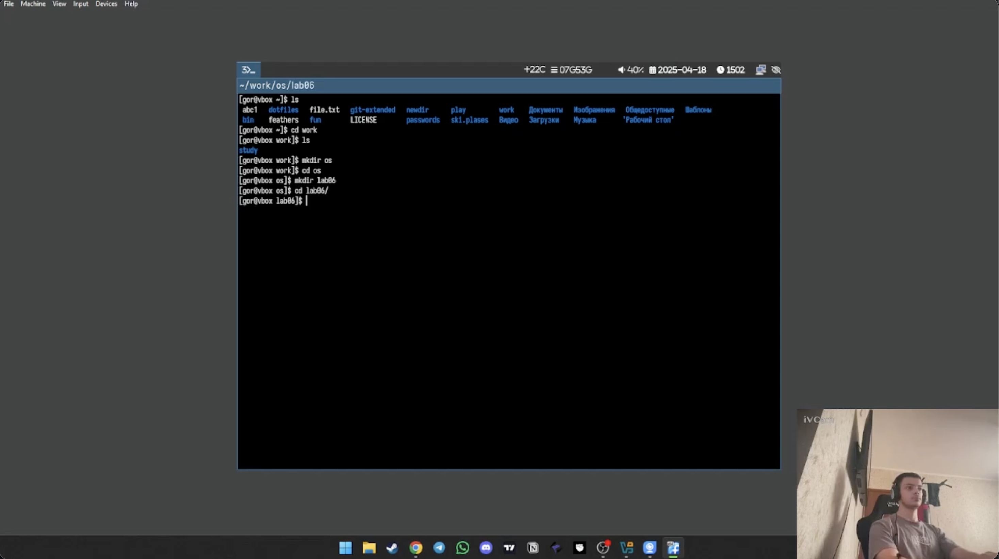 File Machine View Input Devices Help
3>_ +22C 07G53G 40% 2025-04-18 1502
~/work/os/lab06
[gor@vbox ~]$ ls
abc1 dotfiles file.txt git-extended newdir play work Документы Изображения Общедоступные Шаблоны
bin feathers fun LICENSE passwords ski.plases Видео Загрузки Музыка 'Рабочий стол'
[gor@vbox ~]$ cd work
[gor@vbox work]$ ls
study
[gor@vbox work]$ mkdir os
[gor@vbox work]$ cd os
[gor@vbox os]$ mkdir lab06
[gor@vbox os]$ cd lab06/
[gor@vbox lab06]$
iVCam